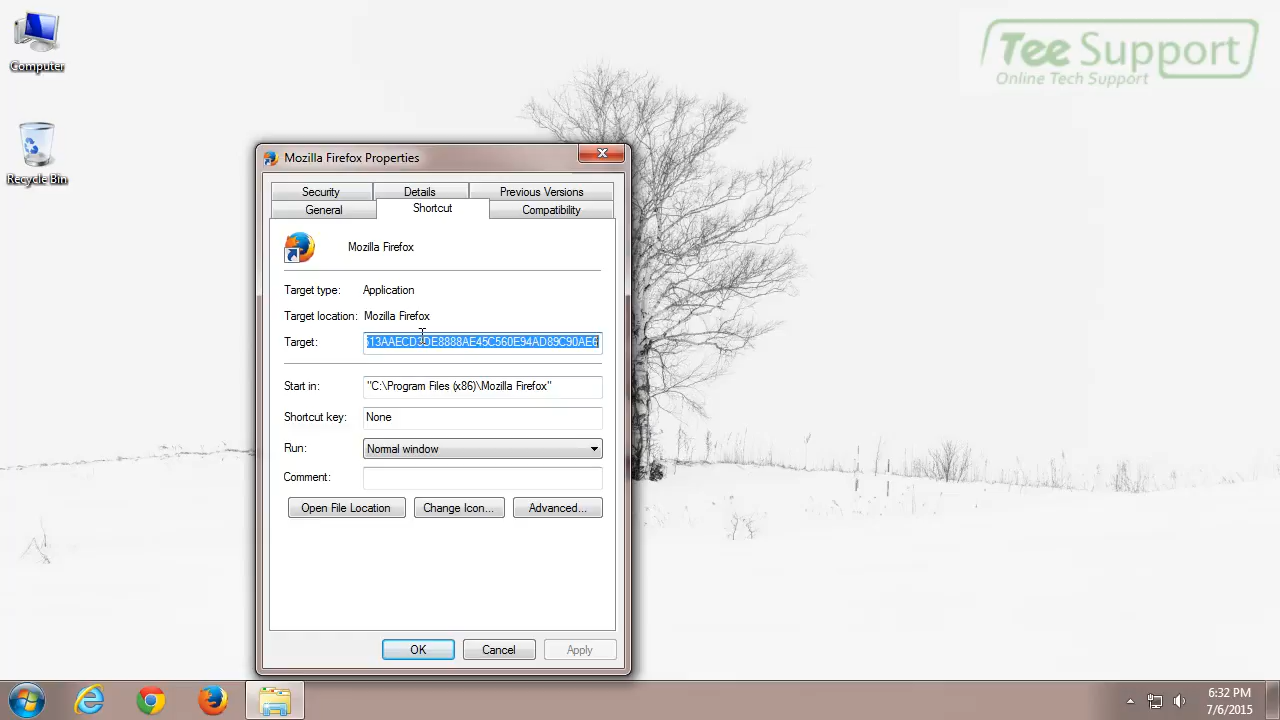 Computer
Recycle Bin
Tee Support
Online Tech Support
Mozilla Firefox Properties
Security Details Previous Versions
General Shortcut Compatibility
Mozilla Firefox
Target type: Application
Target location: Mozilla Firefox
Target: 513AAECD3DE8888AE45C560E94AD89C90AE6
Start in: "C:\Program Files (x86)\Mozilla Firefox"
Shortcut key: None
Run: Normal window
Comment:
Open File Location Change Icon... Advanced...
OK Cancel Apply
6:32 PM
7/6/2015